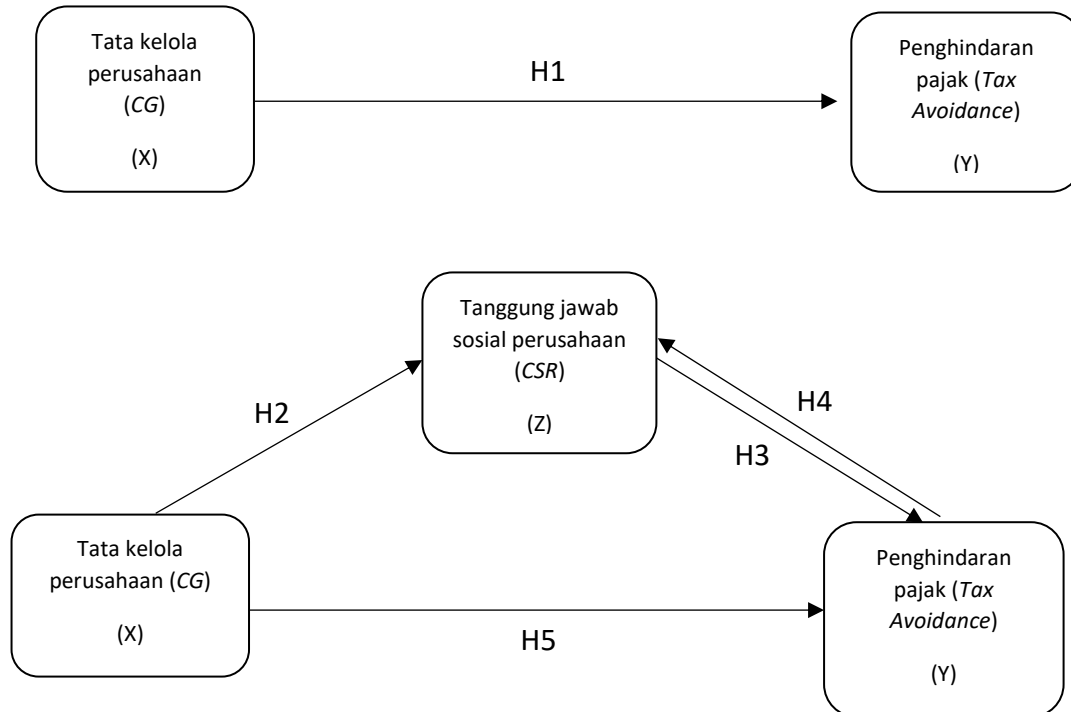 Tata kelola
perusahaan
(CG)
(X)
H1
Penghindaran
pajak (Tax
Avoidance)
(Y)
Tanggung jawab
sosial perusahaan
(CSR)
(Z)
H2
H4
H3
Tata kelola
perusahaan (CG)
(X)
H5
Penghindaran
pajak (Tax
Avoidance)
(Y)